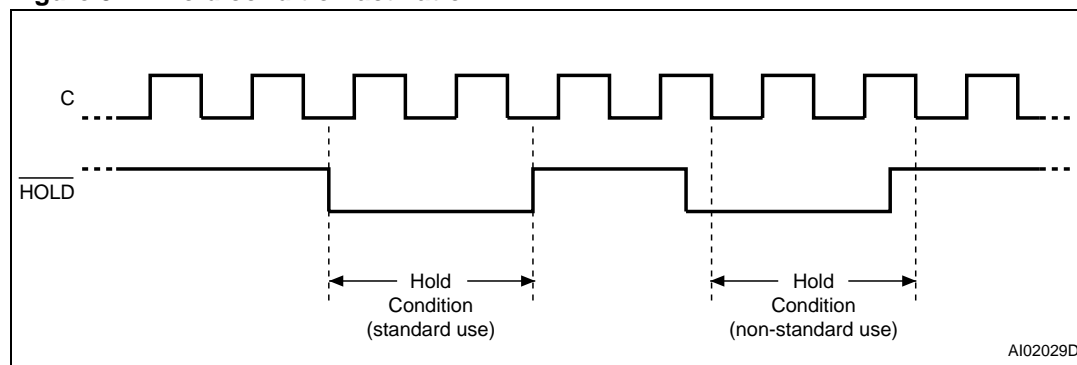 C
HOLD
Hold
Condition
(standard use)
Hold
Condition
(non-standard use)
AI02029D